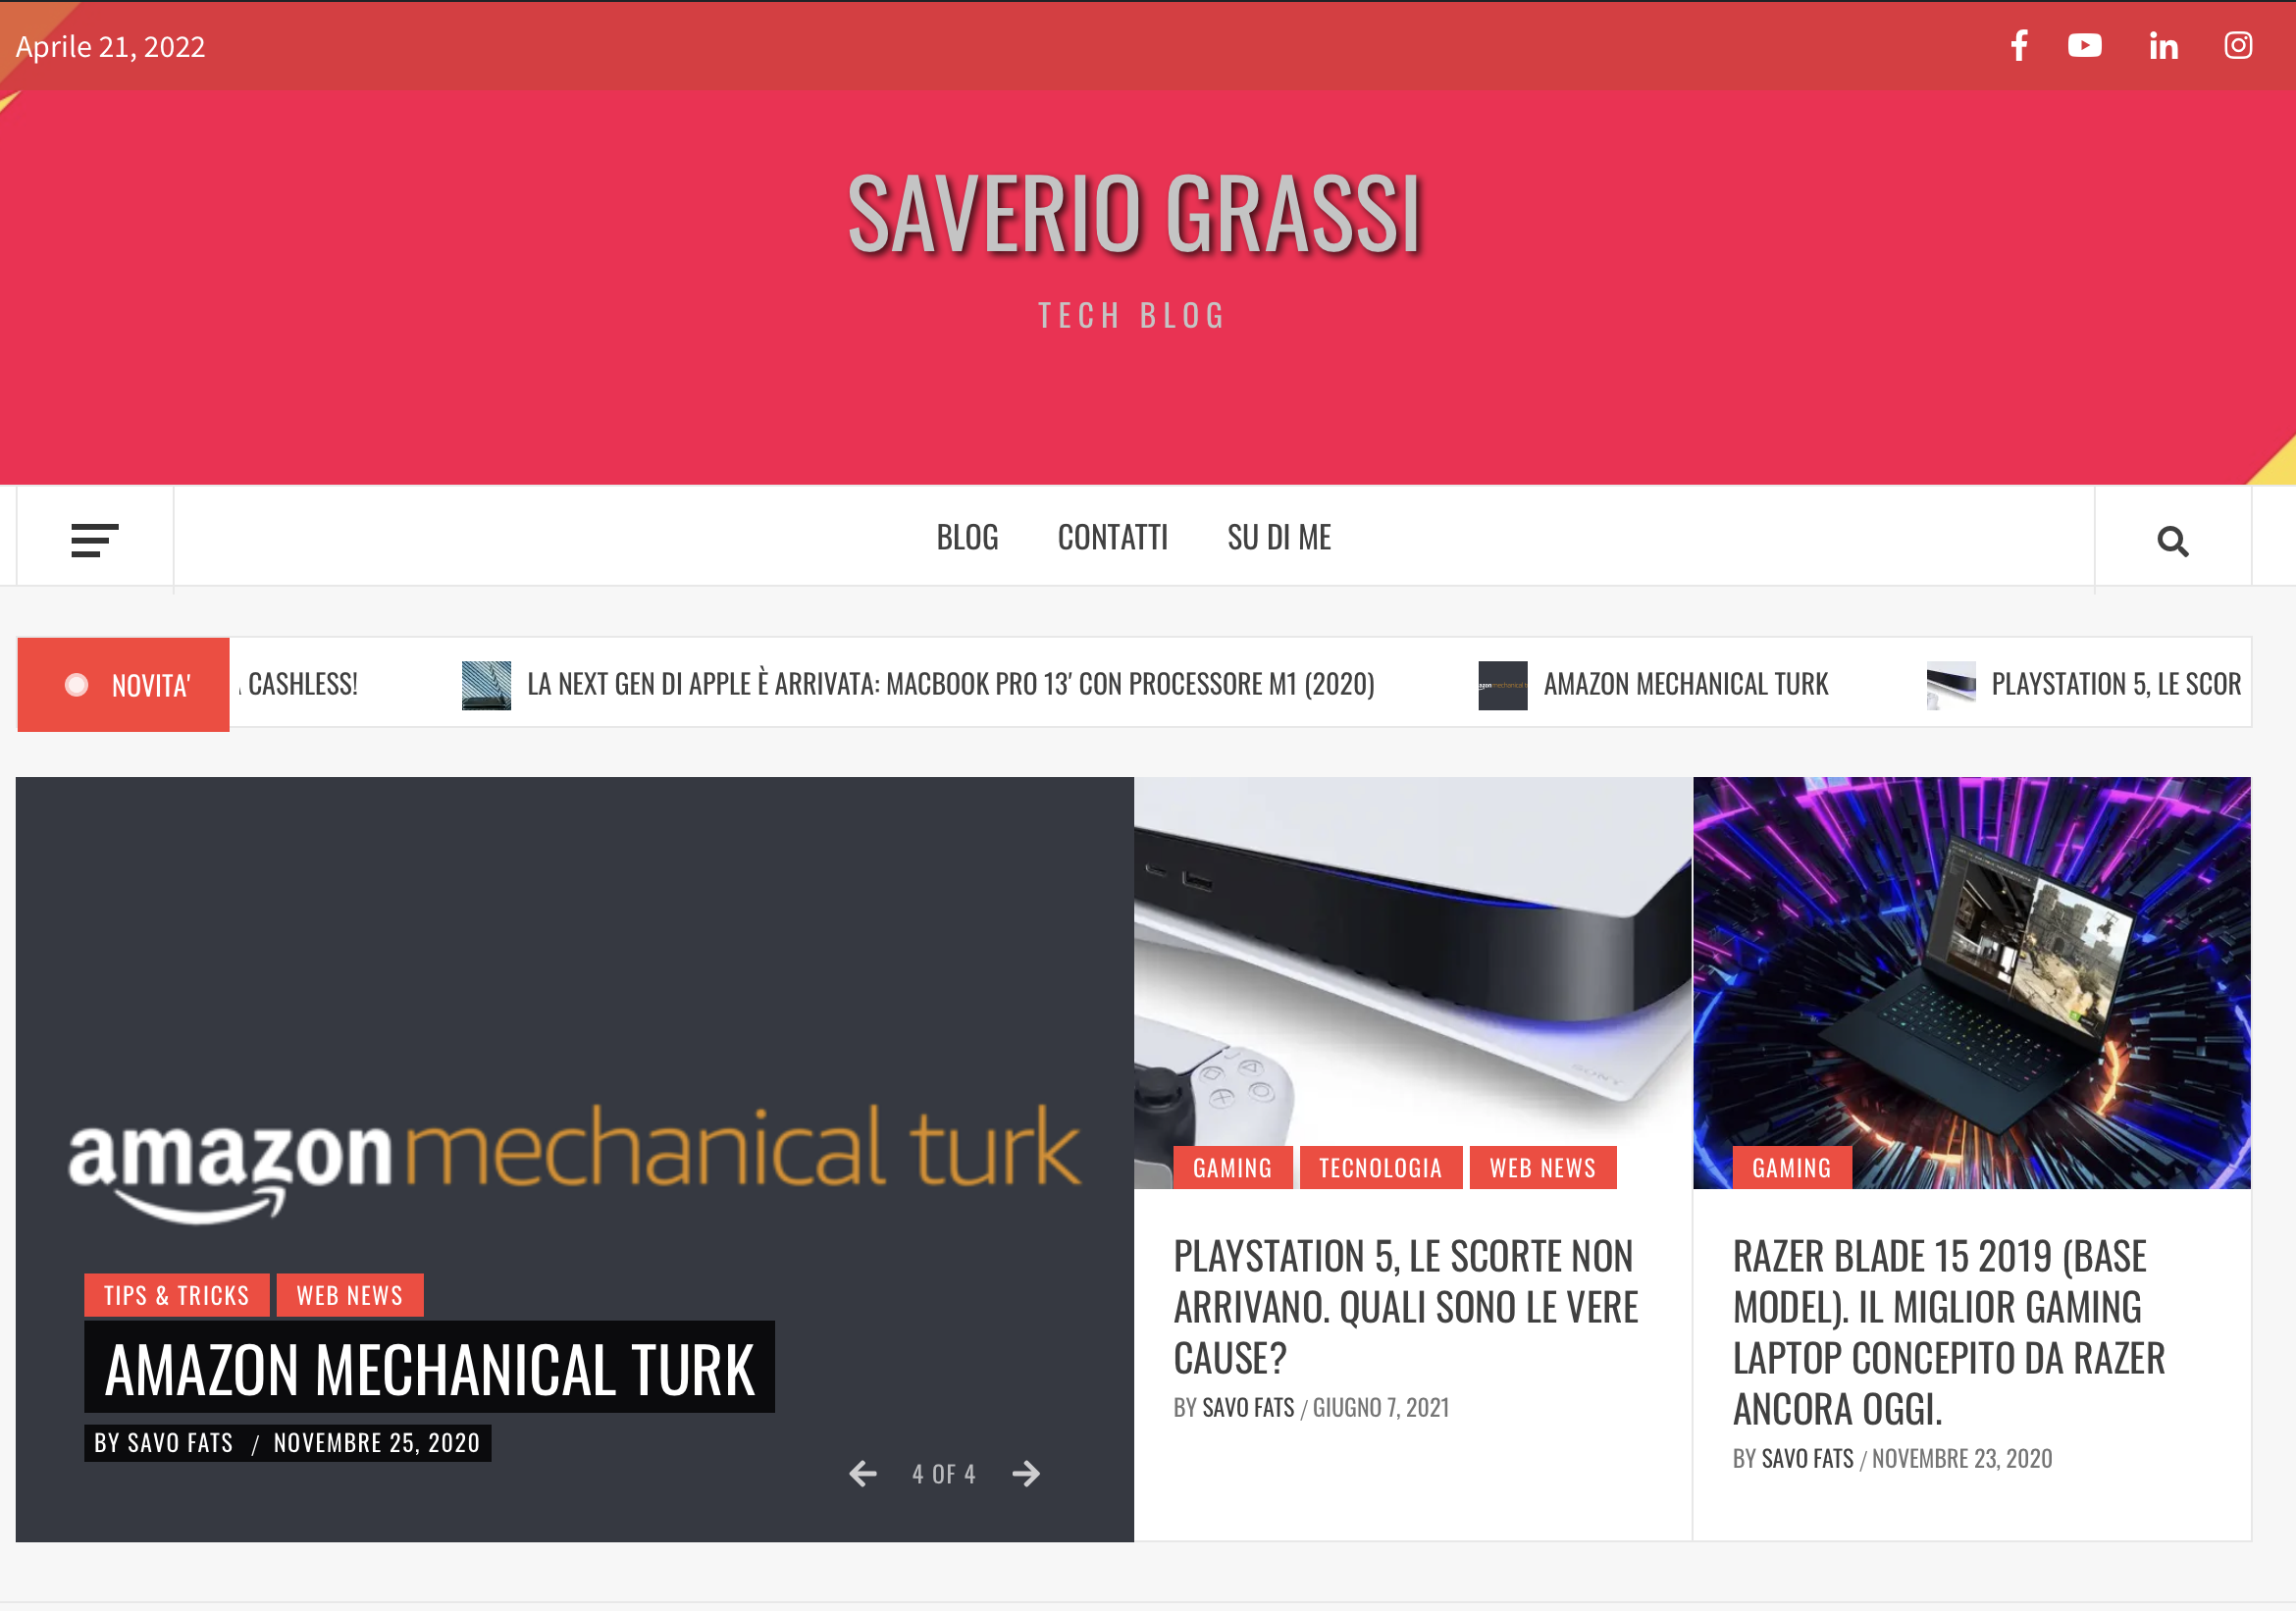 Aprile 21, 2022
SAVERIO GRASSI
TECH BLOG
BLOG CONTATTI SU DI ME
NOVITA' CASHLESS! LA NEXT GEN DI APPLE È ARRIVATA: MACBOOK PRO 13′ CON PROCESSORE M1 (2020) AMAZON MECHANICAL TURK PLAYSTATION 5, LE SCOR
amazon mechanical turk
TIPS & TRICKS WEB NEWS
AMAZON MECHANICAL TURK
BY SAVO FATS / NOVEMBRE 25, 2020
4 OF 4
SONY
GAMING TECNOLOGIA WEB NEWS
PLAYSTATION 5, LE SCORTE NON
ARRIVANO. QUALI SONO LE VERE
CAUSE?
BY SAVO FATS / GIUGNO 7, 2021
GAMING
RAZER BLADE 15 2019 (BASE
MODEL). IL MIGLIOR GAMING
LAPTOP CONCEPITO DA RAZER
ANCORA OGGI.
BY SAVO FATS / NOVEMBRE 23, 2020